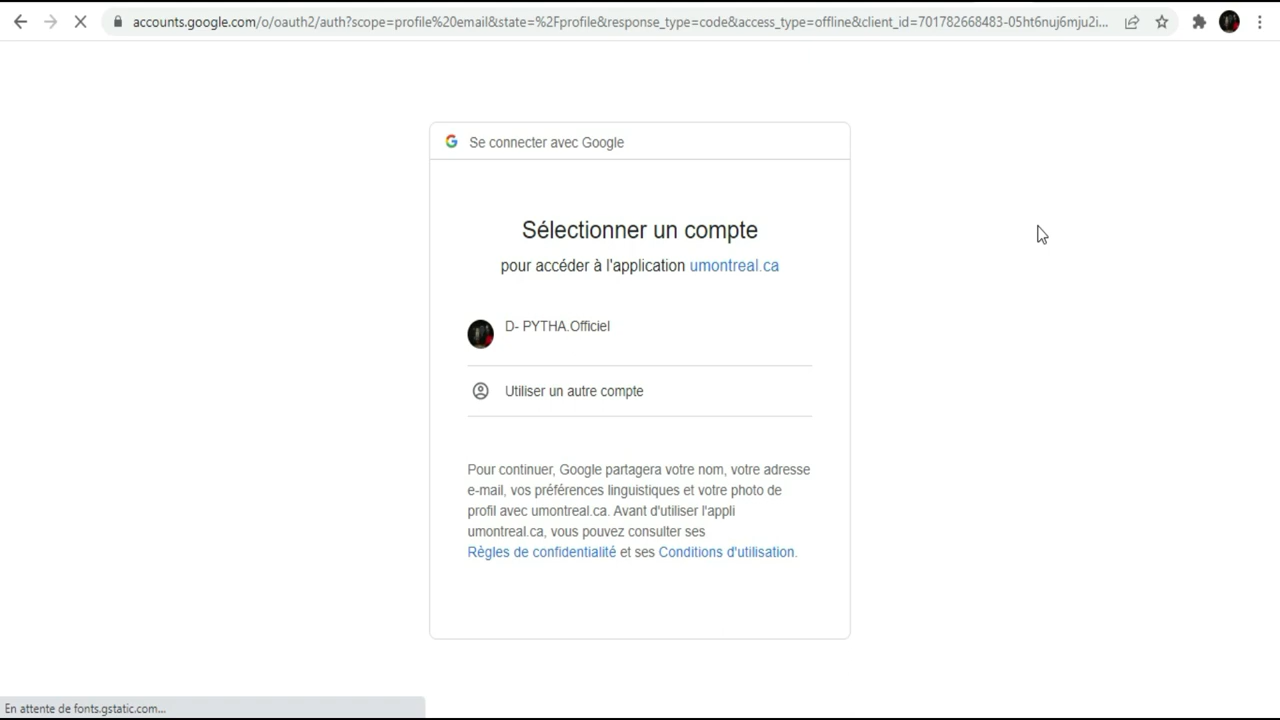 accounts.google.com/o/oauth2/auth?scope=profile%20email&state=%2Fprofile&response_type=code&access_type=offline&client_id=701782668483-05ht6nuj6mju2i...
Se connecter avec Google
Sélectionner un compte
pour accéder à l'application umontreal.ca
D- PYTHA.Officiel
Utiliser un autre compte
Pour continuer, Google partagera votre nom, votre adresse
e-mail, vos préférences linguistiques et votre photo de
profil avec umontreal.ca. Avant d'utiliser l'appli
umontreal.ca, vous pouvez consulter ses
Règles de confidentialité et ses Conditions d'utilisation.
En attente de fonts.gstatic.com...